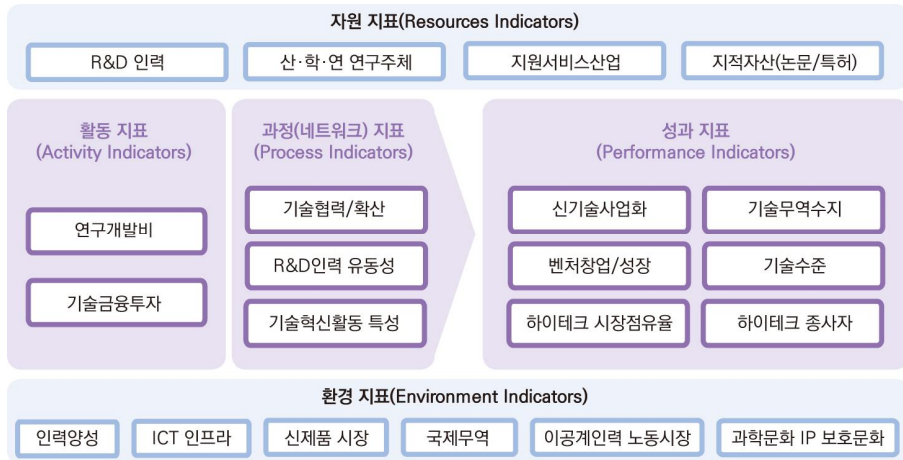 자원 지표(Resources Indicators)
R&D 인력
산·학·연 연구주체
지원서비스산업
지적자산(논문/특허)
활동 지표
(Activity Indicators)
연구개발비
기술금융투자
과정(네트워크) 지표
(Process Indicators)
기술협력/확산
R&D인력 유동성
기술혁신활동 특성
성과 지표
(Performance Indicators)
신기술사업화
기술무역수지
벤처창업/성장
기술수준
하이테크 시장점유율
하이테크 종사자
환경 지표(Environment Indicators)
인력양성
ICT 인프라
신제품 시장
국제무역
이공계인력 노동시장
과학문화 IP 보호문화